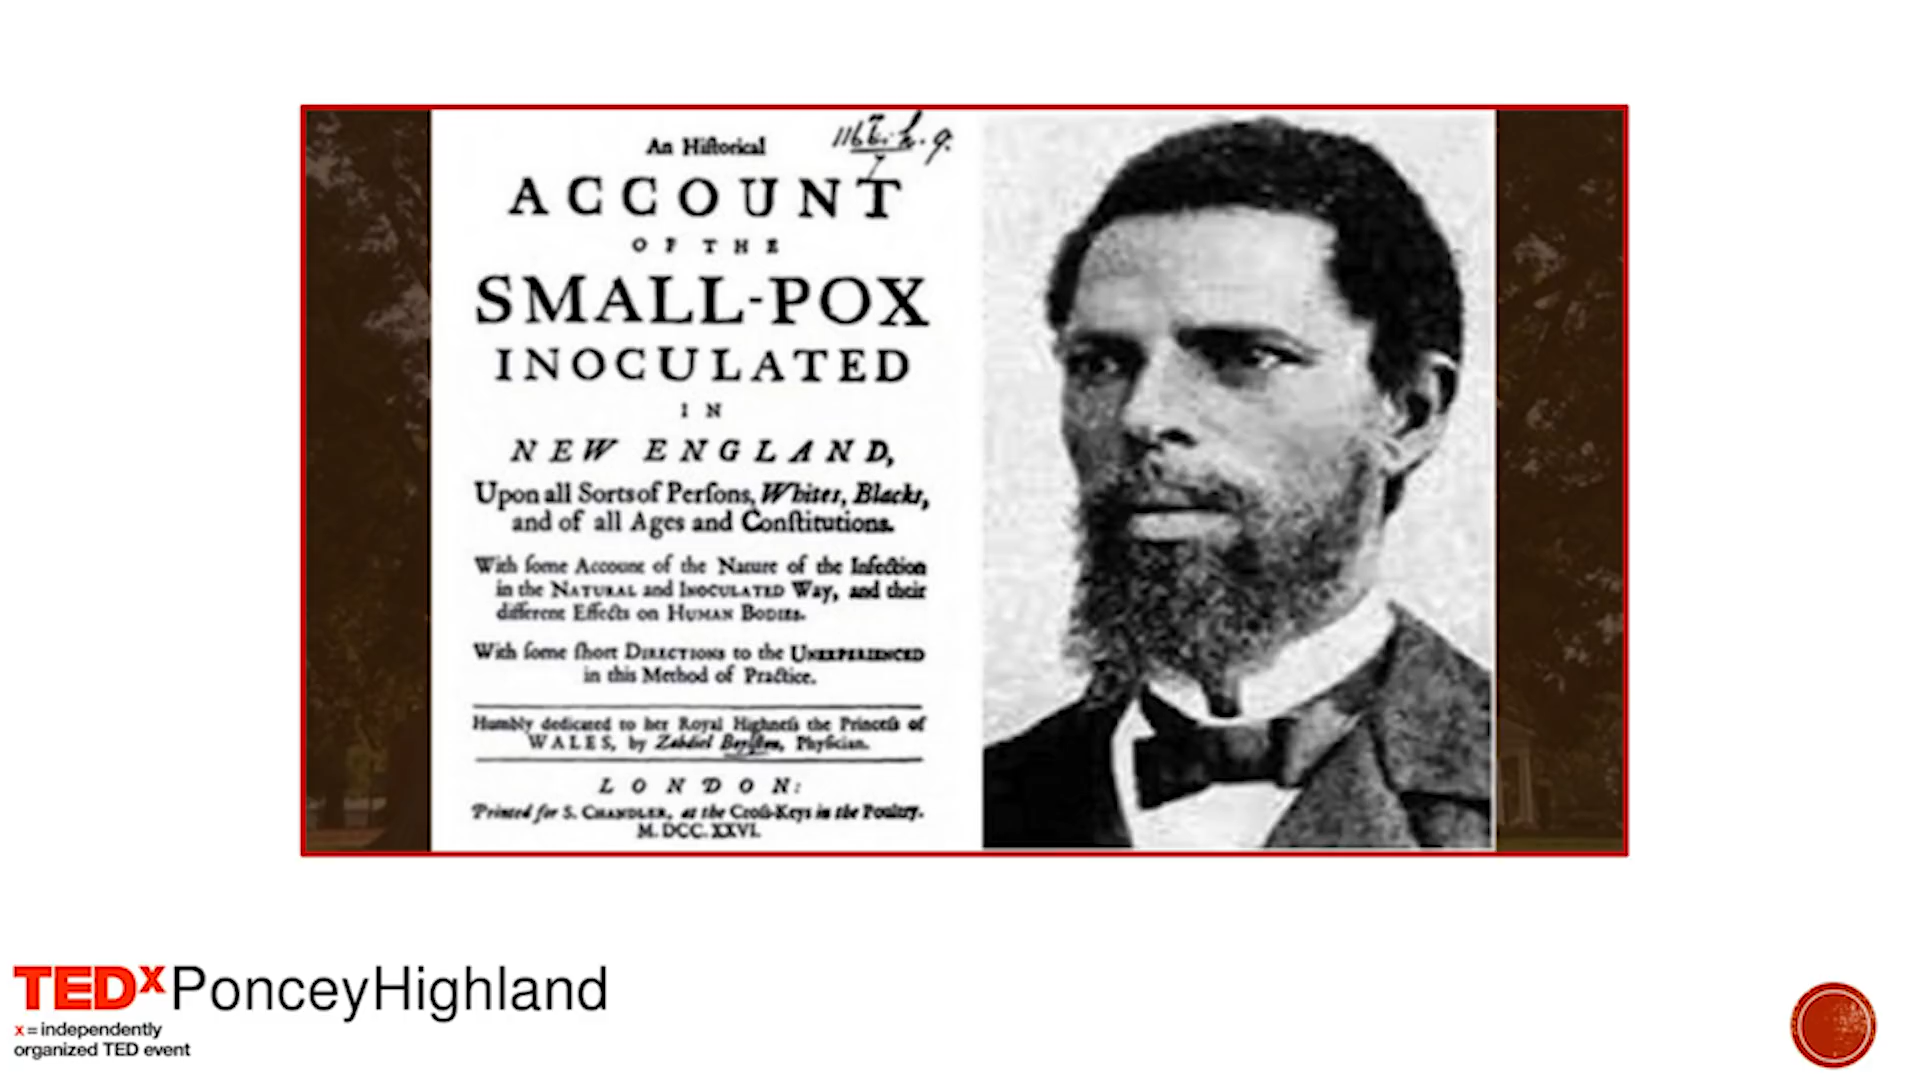 An Hiſtorical
ACCOUNT
OF THE
SMALL-POX
INOCULATED
IN
NEW ENGLAND,
Upon all Sorts of Perſons, Whites, Blacks,
and of all Ages and Conſtitutions.
With ſome Account of the Nature of the Infection
in the NATURAL and INOCULATED Way, and their
different Effects on HUMAN BODIES.
With ſome ſhort DIRECTIONS to the UNEXPERIENCED
in this Method of Practice.
Humbly dedicated to her Royal Highneſs the Princeſs of
WALES, by Zabdiel Boylſton, Phyſician.
LONDON:
Printed for S. CHANDLER, at the Croſs-Keys in the Poultry.
M. DCC. XXVI.
TEDxPonceyHighland
x = independently
organized TED event